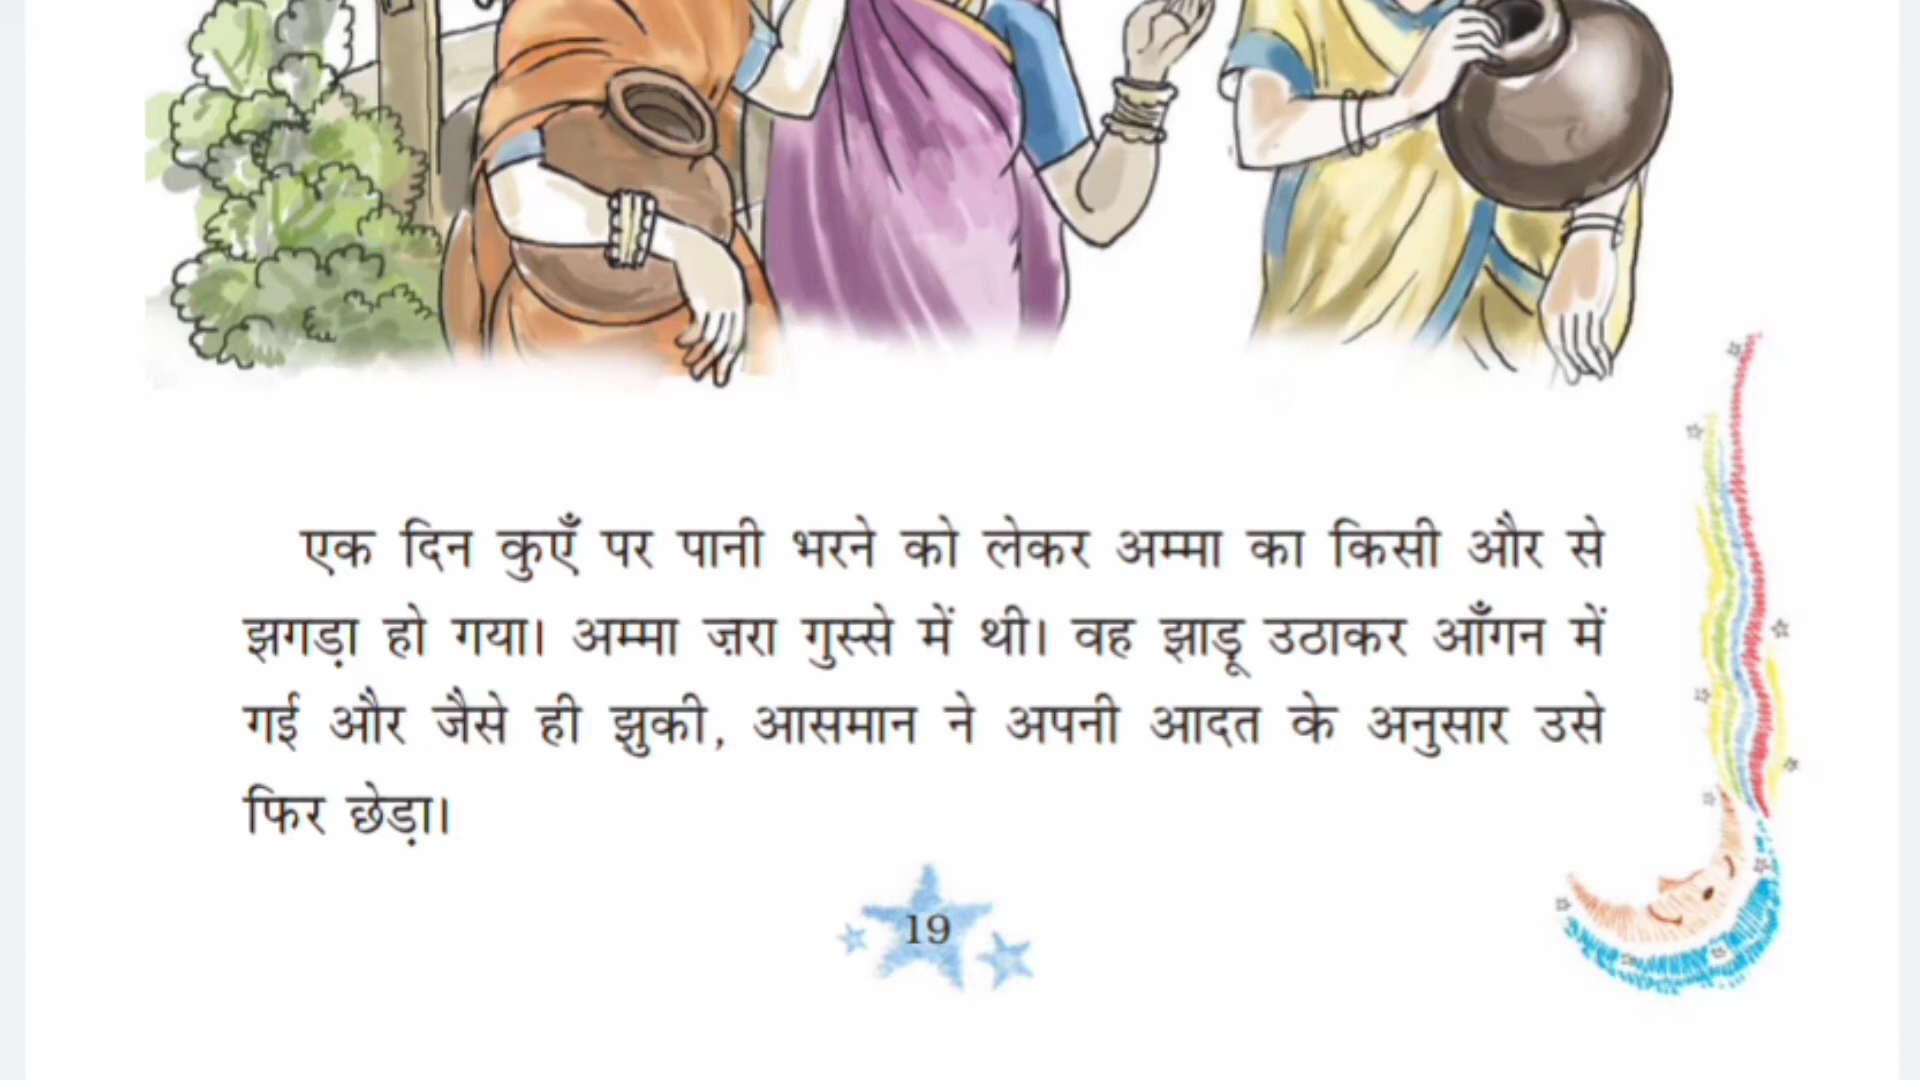 एक दिन कुएँ पर पानी भरने को लेकर अम्मा का किसी और से
झगड़ा हो गया। अम्मा ज़रा गुस्से में थी। वह झाड़ू उठाकर आँगन में
गई और जैसे ही झुकी, आसमान ने अपनी आदत के अनुसार उसे
फिर छेड़ा।
19